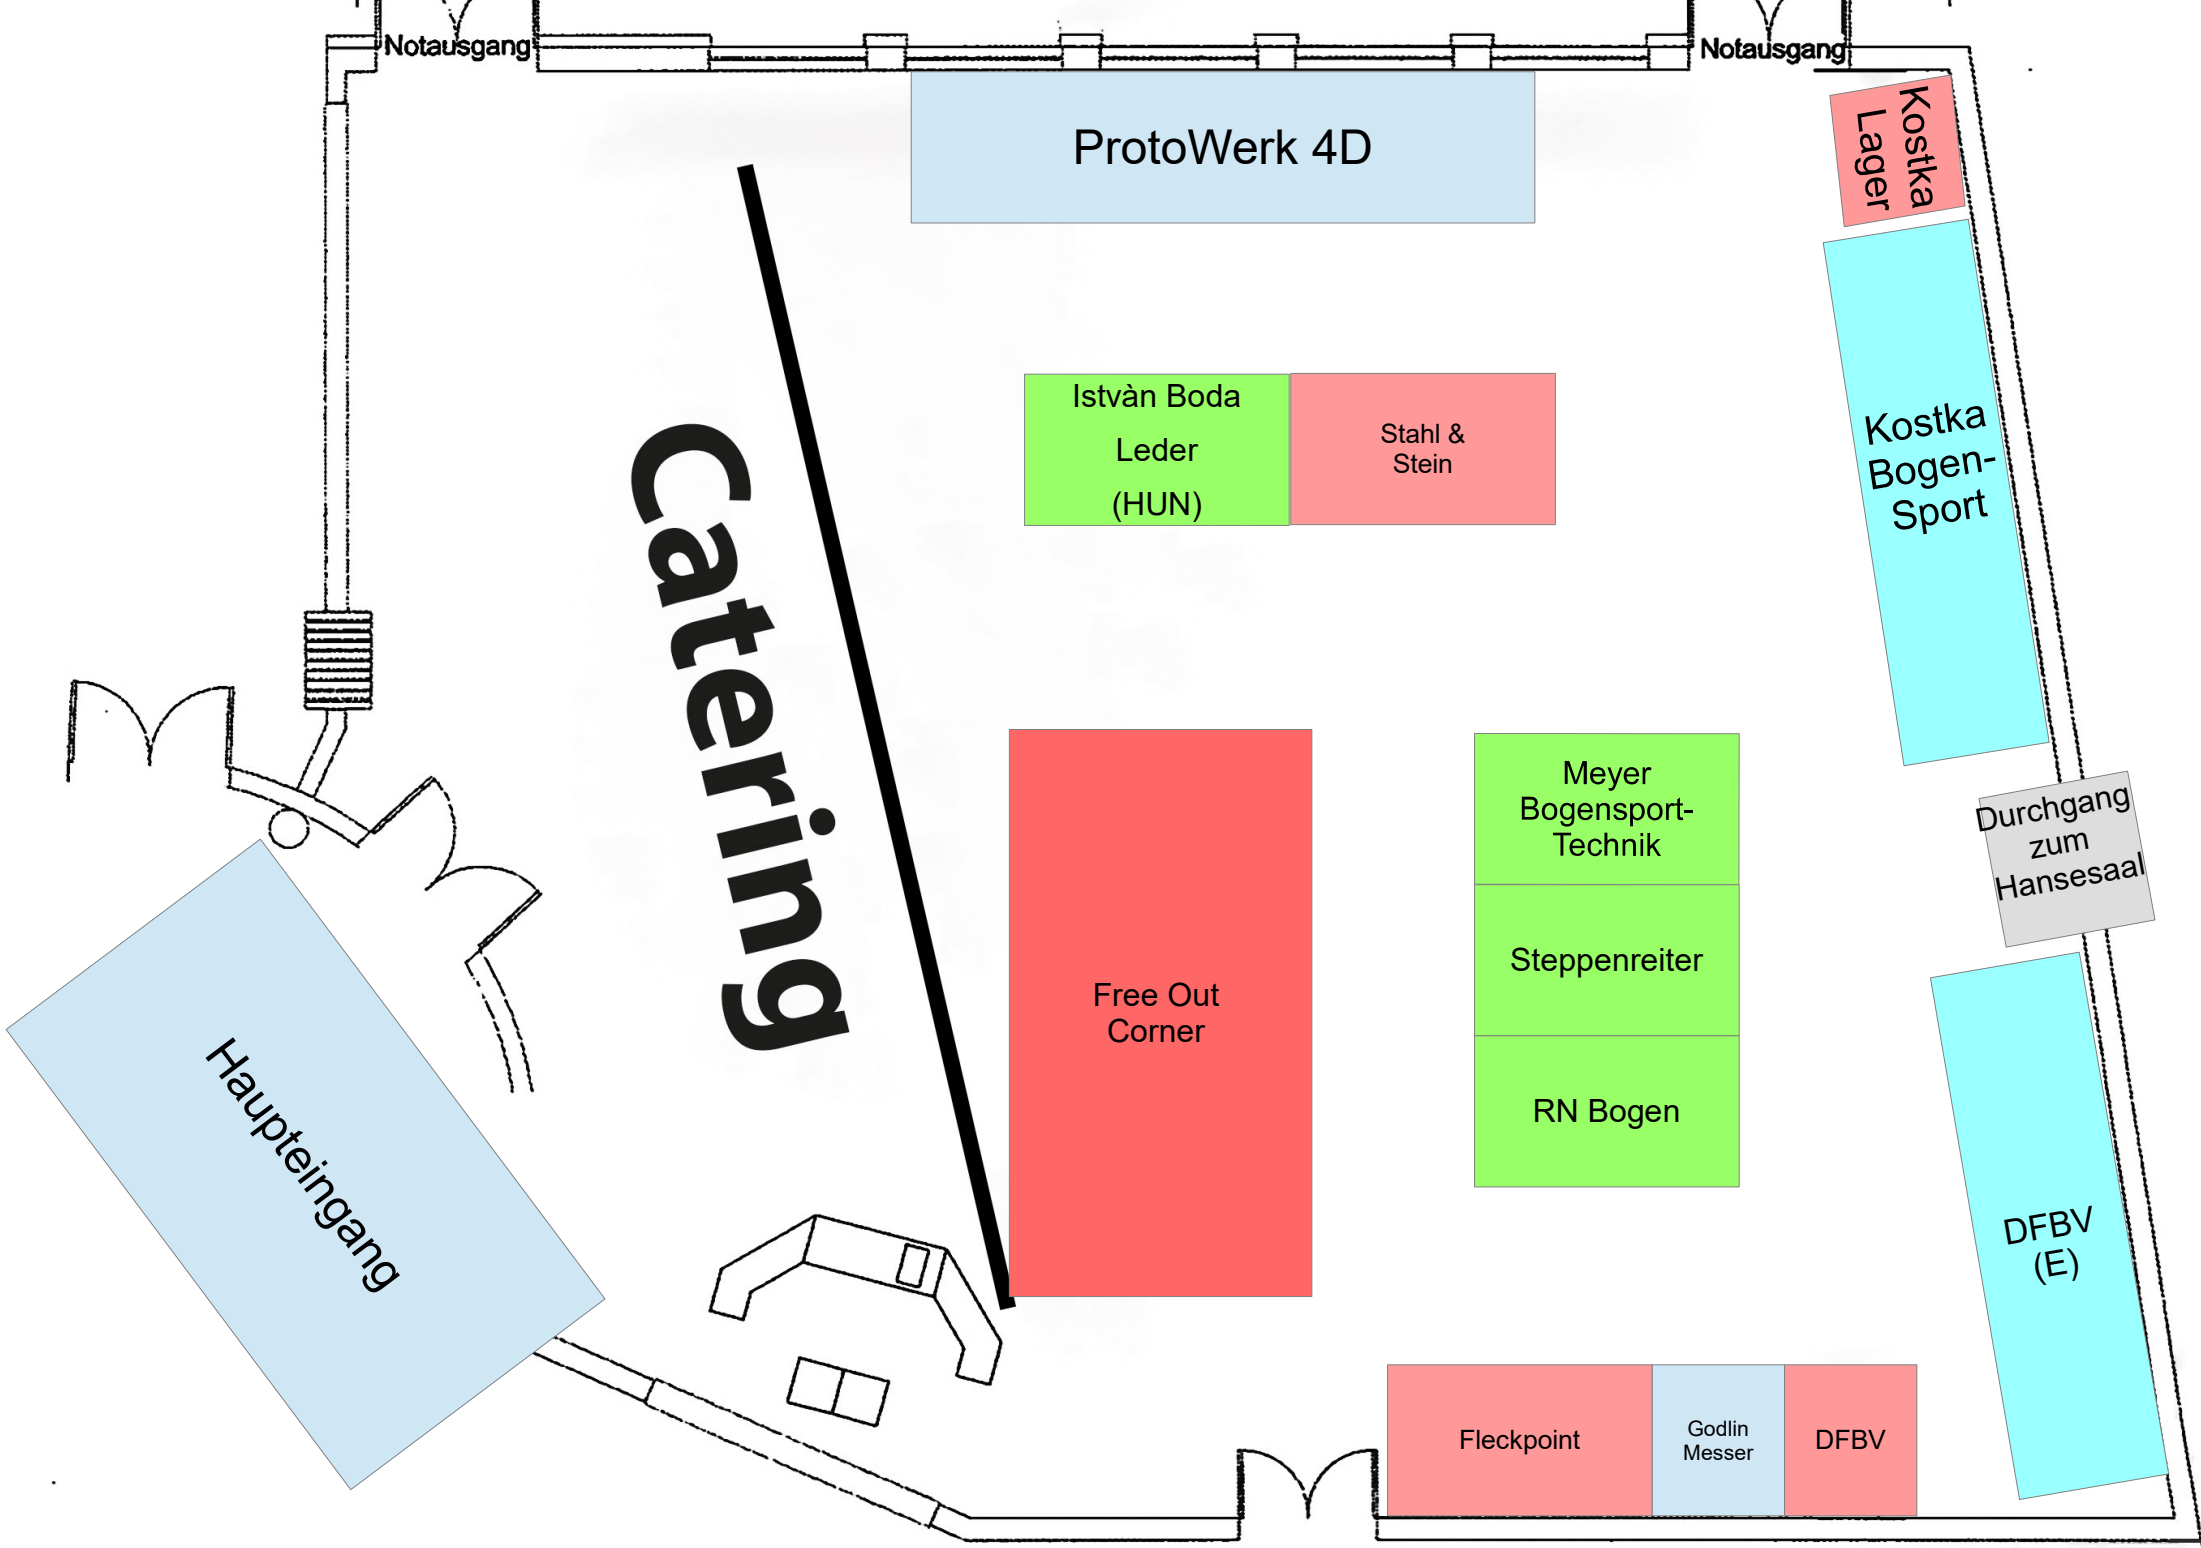 Notausgang
Notausgang
ProtoWerk 4D
Kostka
Lager
Istvàn Boda
Leder
(HUN)
Stahl &
Stein
Kostka
Bogen-
Sport
Catering
Meyer
Bogensport-
Technik
Durchgang
zum
Hansesaal
Steppenreiter
Free Out
Corner
RN Bogen
Haupteingang
DFBV
(E)
Fleckpoint
Godlin
Messer
DFBV